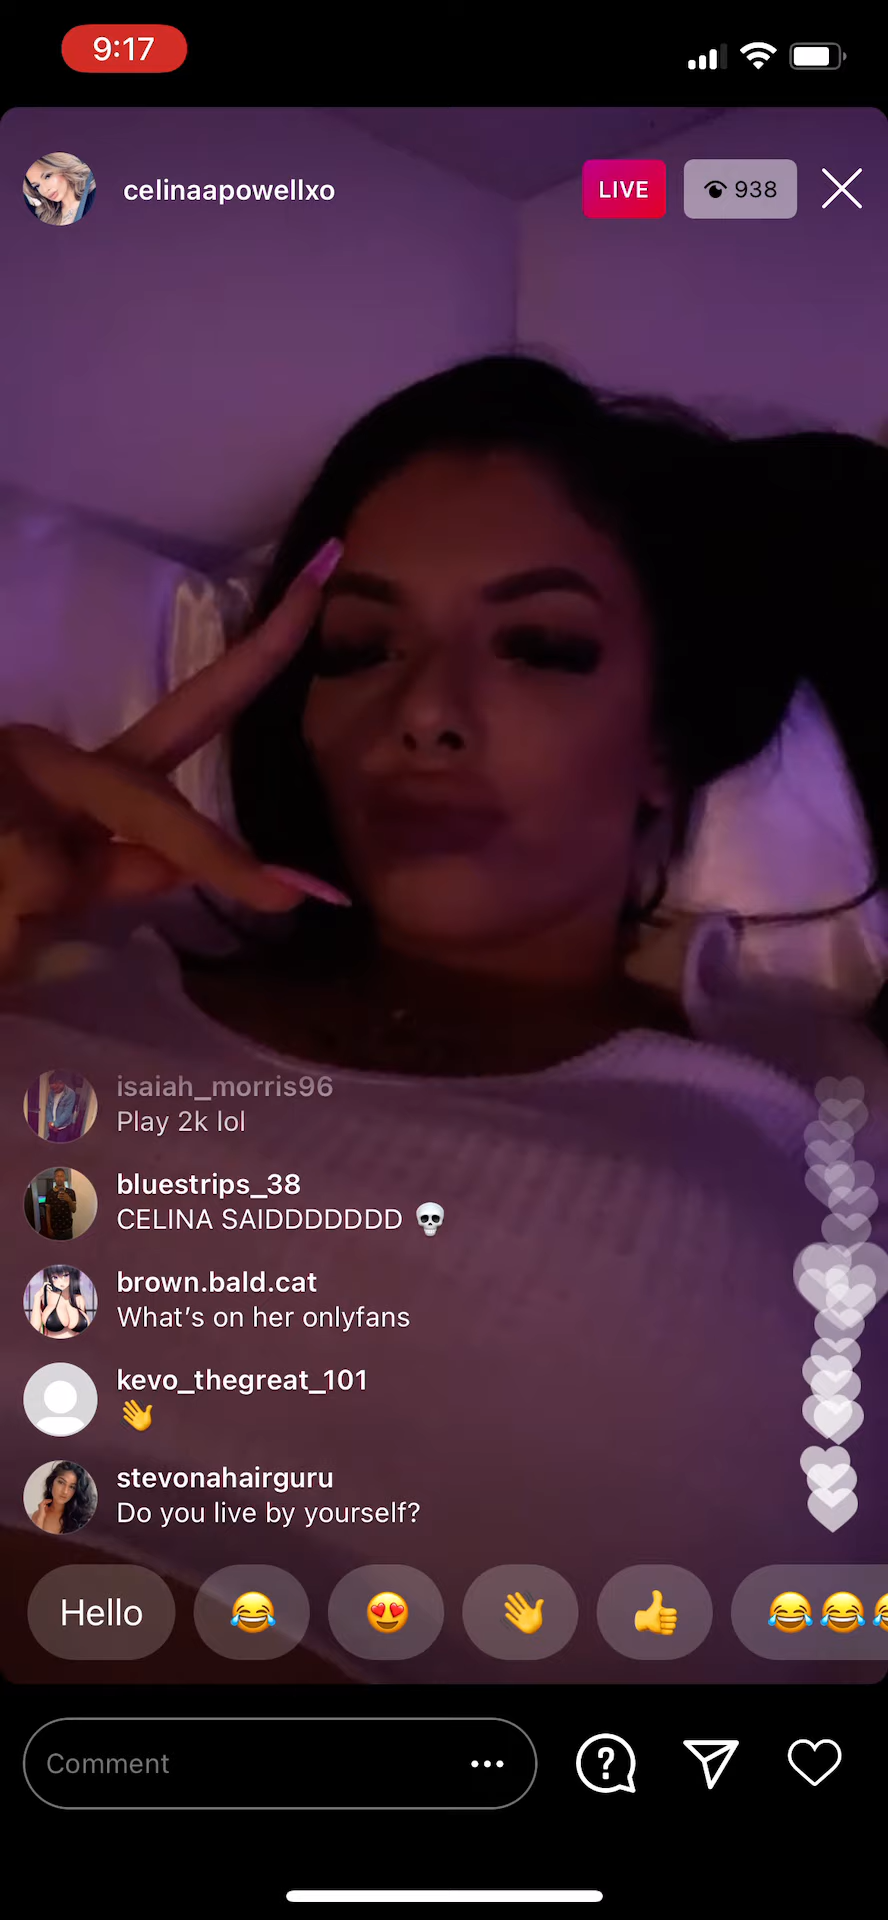 9:17
celinaapowellxo
LIVE
938
isaiah_morris96
Play 2k lol
bluestrips_38
CELINA SAIDDDDDDD 💀
brown.bald.cat
What's on her onlyfans
kevo_thegreat_101
👋
stevonahairguru
Do you live by yourself?
Hello 😂 😍 👋 👍 😂😂
Comment